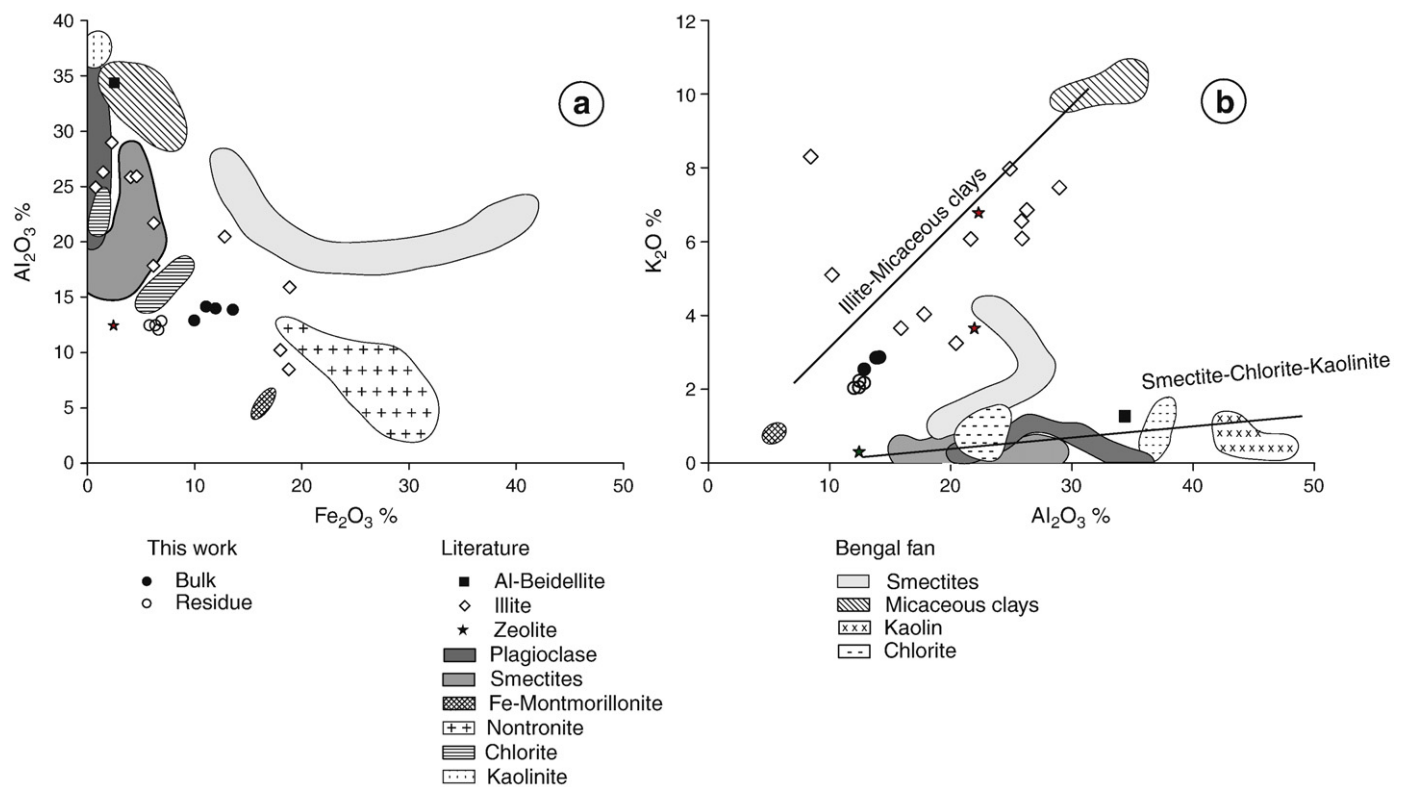 40
35
30
25
20
15
10
5
0
Al₂O₃ %
0 10 20 30 40 50
Fe₂O₃ %
a
12
10
8
6
4
2
0
K₂O %
0 10 20 30 40 50
Al₂O₃ %
b
Illite-Micaceous clays
Smectite-Chlorite-Kaolinite
This work
Bulk
Residue
Literature
Al-Beidellite
Illite
Zeolite
Plagioclase
Smectites
Fe-Montmorillonite
Nontronite
Chlorite
Kaolinite
Bengal fan
Smectites
Micaceous clays
Kaolin
Chlorite